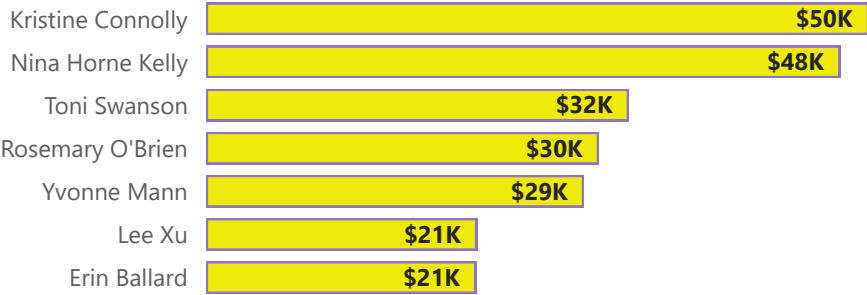 Kristine Connolly $50K
Nina Horne Kelly $48K
Toni Swanson $32K
Rosemary O'Brien $30K
Yvonne Mann $29K
Lee Xu $21K
Erin Ballard $21K